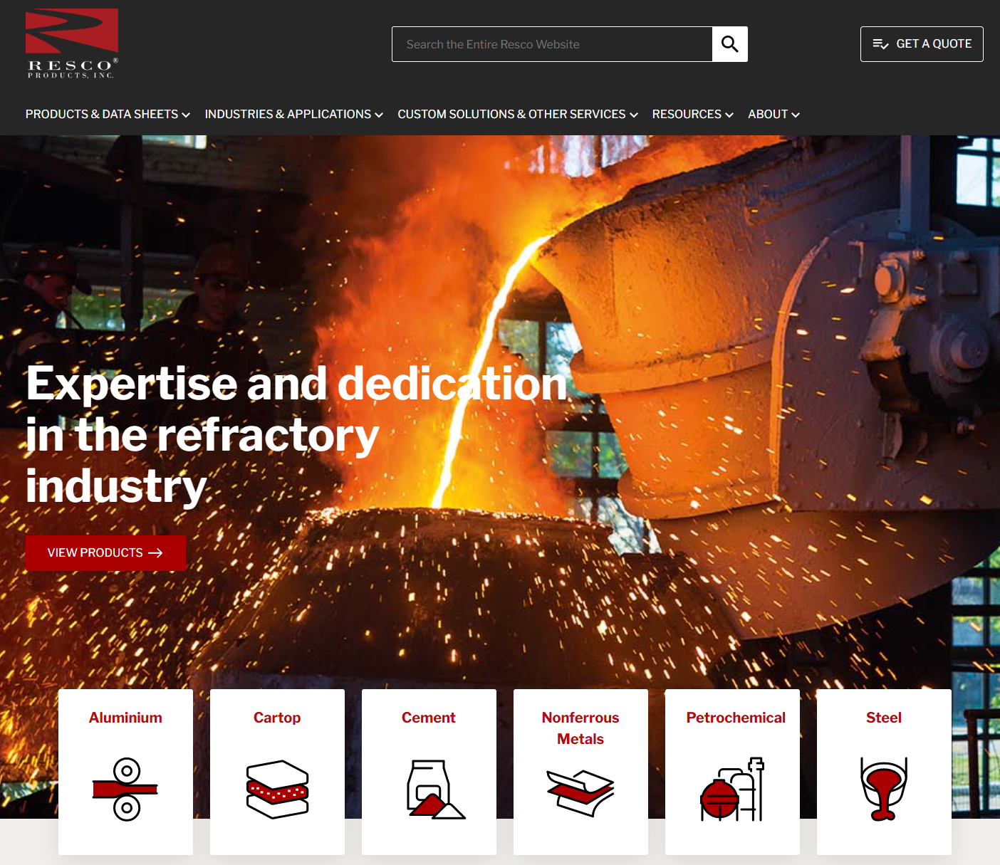 RESCO®
PRODUCTS, INC.
Search the Entire Resco Website
GET A QUOTE
PRODUCTS & DATA SHEETS
INDUSTRIES & APPLICATIONS
CUSTOM SOLUTIONS & OTHER SERVICES
RESOURCES
ABOUT
Expertise and dedication
in the refractory
industry
VIEW PRODUCTS
Aluminium
Cartop
Cement
Nonferrous
Metals
Petrochemical
Steel